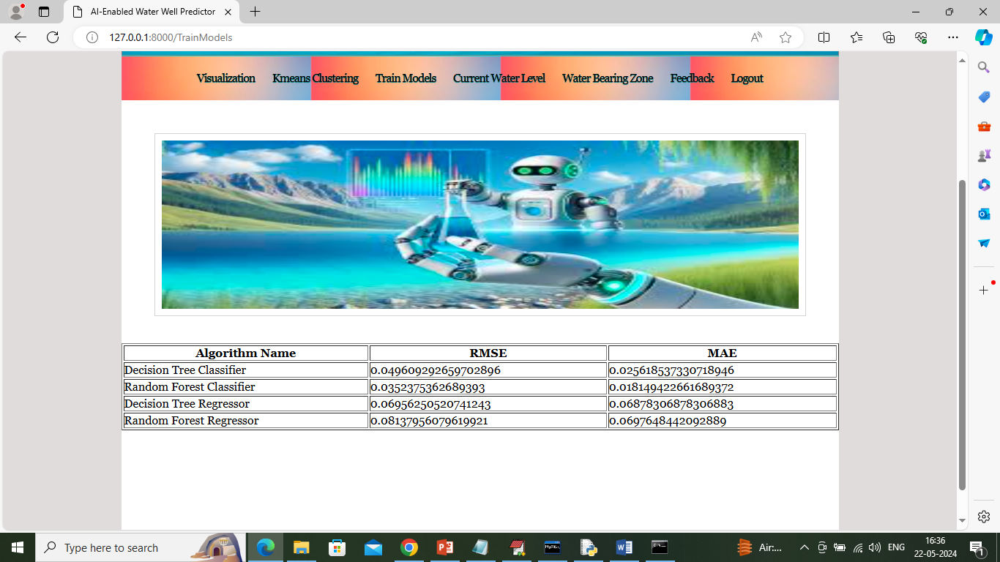 AI-Enabled Water Well Predictor
127.0.0.1:8000/TrainModels
Visualization Kmeans Clustering Train Models Current Water Level Water Bearing Zone Feedback Logout
Algorithm Name RMSE MAE
Decision Tree Classifier 0.049609292659702896 0.025618537330718946
Random Forest Classifier 0.0352375362689393 0.018149422661689372
Decision Tree Regressor 0.06956250520741243 0.06878306878306883
Random Forest Regressor 0.08137956079619921 0.0697648442092889
Type here to search
Air:...
ENG
16:36
22-05-2024
1